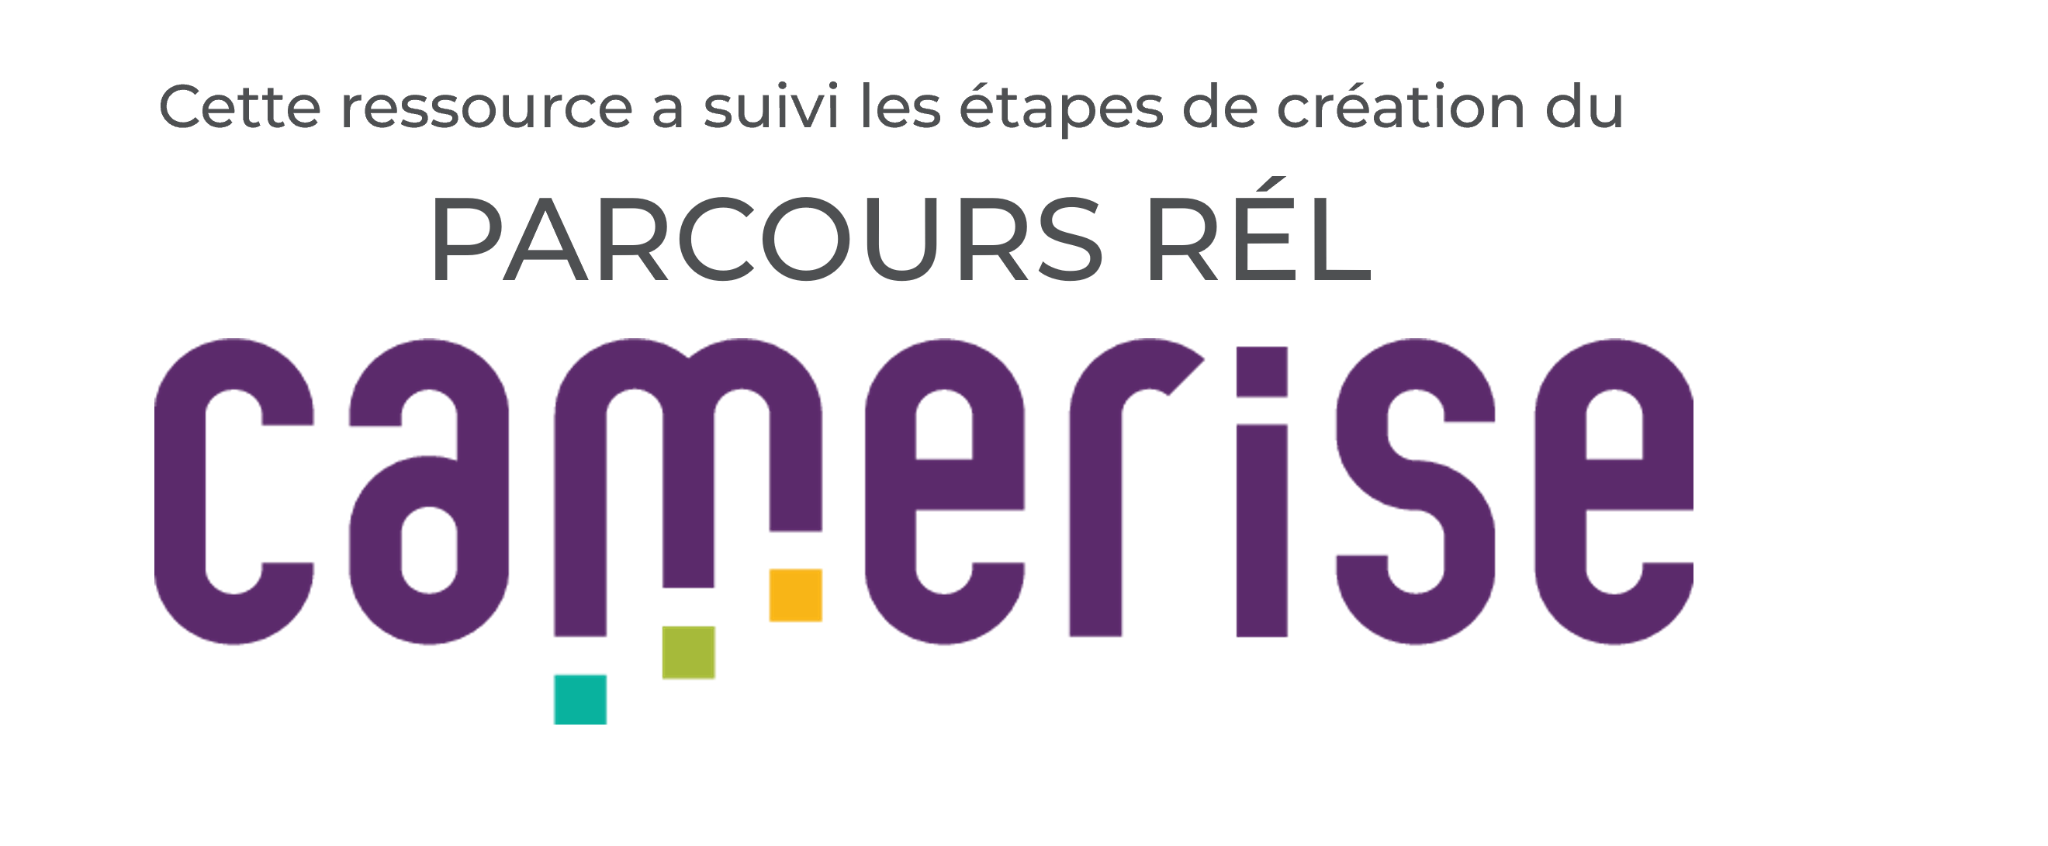 Cette ressource a suivi les étapes de création du
PARCOURS RÉL
camerise